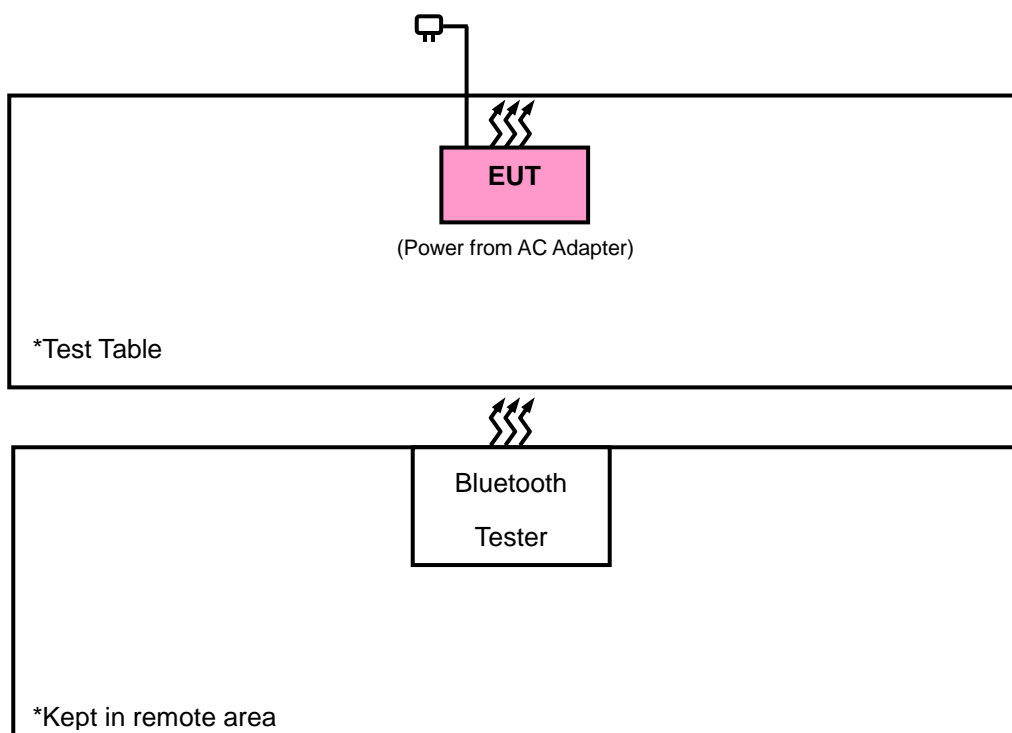 EUT
(Power from AC Adapter)
*Test Table
Bluetooth
Tester
*Kept in remote area